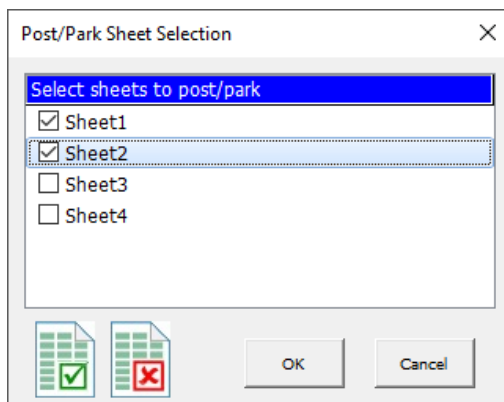 Post/Park Sheet Selection
Select sheets to post/park
Sheet1
Sheet2
Sheet3
Sheet4
OK
Cancel